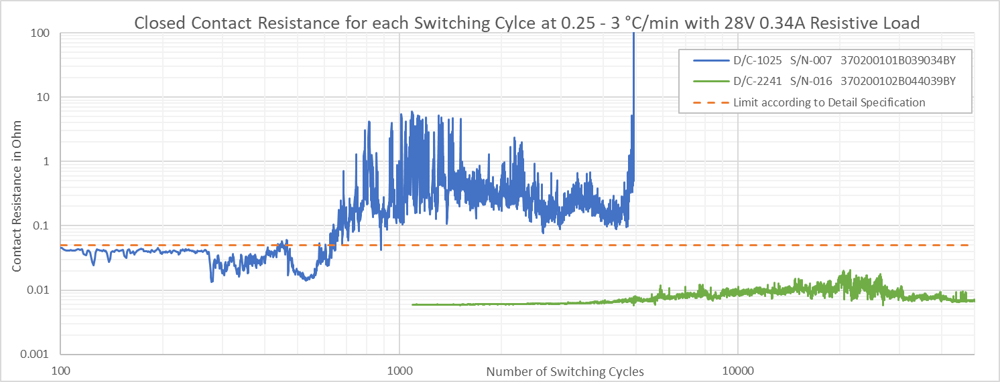 Closed Contact Resistance for each Switching Cylce at 0.25 - 3 °C/min with 28V 0.34A Resistive Load
100
10
1
0.1
0.01
0.001
Contact Resistance in Ohm
D/C-1025 S/N-007 370200101B039034BY
D/C-2241 S/N-016 370200102B044039BY
Limit according to Detail Specification
100
1000
10000
Number of Switching Cycles